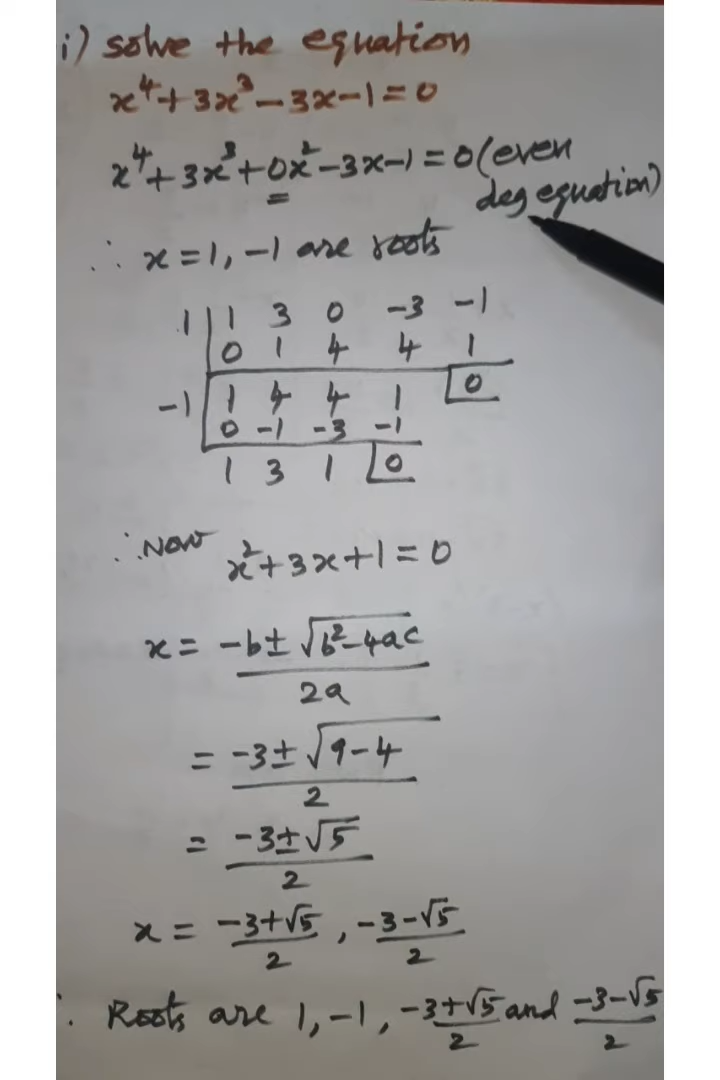 i) solve the equation
x⁴+3x³-3x-1=0
x⁴+3x³+0x²-3x-1=0 (even
deg equation)
∴ x=1, -1 are roots
1 | 1 3 0 -3 -1
0 1 4 4 1
-1 | 1 4 4 1 |0
0 -1 -3 -1
1 3 1 |0
∴ Now x²+3x+1=0
x = (-b±√(b²-4ac))/2a
= (-3±√(9-4))/2
= (-3±√5)/2
x = (-3+√5)/2, (-3-√5)/2
∴ Roots are 1, -1, (-3+√5)/2 and (-3-√5)/2